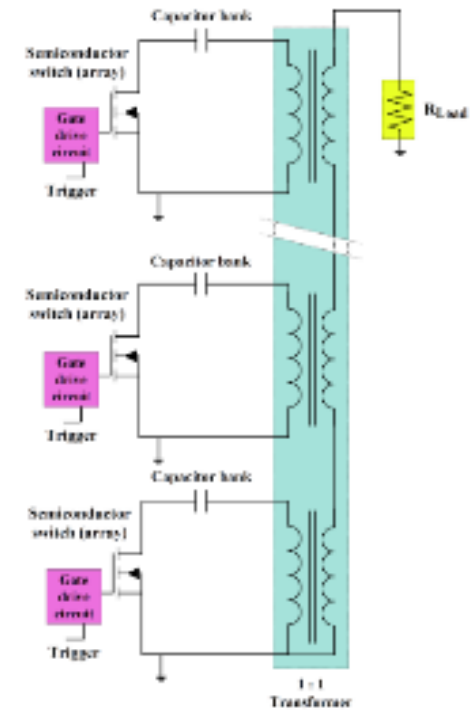 Capacitor bank
Semiconductor
switch (array)
Gate
drive
circuit
Trigger
R Load
Capacitor bank
Semiconductor
switch (array)
Gate
drive
circuit
Trigger
Capacitor bank
Semiconductor
switch (array)
Gate
drive
circuit
Trigger
1 : 1
Transformer